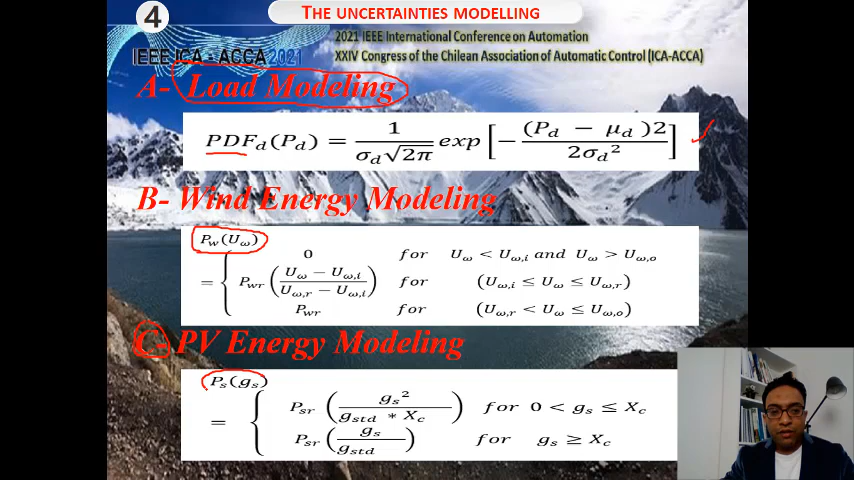 4
THE UNCERTAINTIES MODELLING
2021 IEEE International Conference on Automation
IEEE ICA - ACCA 2021
XXIV Congress of the Chilean Association of Automatic Control (ICA-ACCA)
A- Load Modeling
PDF_d(P_d) = 1/(σ_d√2π) exp [−(P_d − μ_d )2/(2σ_d²)]
B- Wind Energy Modeling
P_w(U_ω)
= { 0 for U_ω < U_ω,i and U_ω > U_ω,o
P_wr ((U_ω − U_ω,i)/(U_ω,r − U_ω,i)) for (U_ω,i ≤ U_ω ≤ U_ω,r)
P_wr for (U_ω,r < U_ω ≤ U_ω,o)
C- PV Energy Modeling
P_s(g_s)
= { P_sr (g_s²/(g_std * X_c)) for 0 < g_s ≤ X_c
P_sr (g_s/g_std) for g_s ≥ X_c